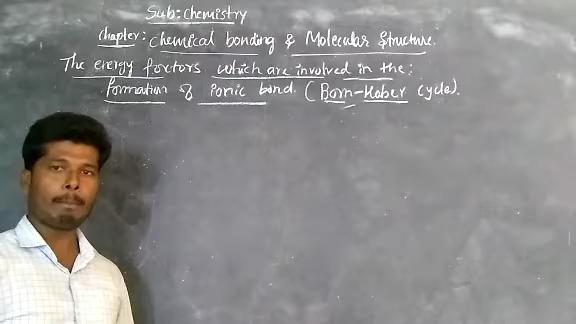 Sub: Chemistry
chapter: chemical bonding & Molecular structure.
The energy factors which are involved in the:
formation of ionic bond. (Born-Haber cycle).